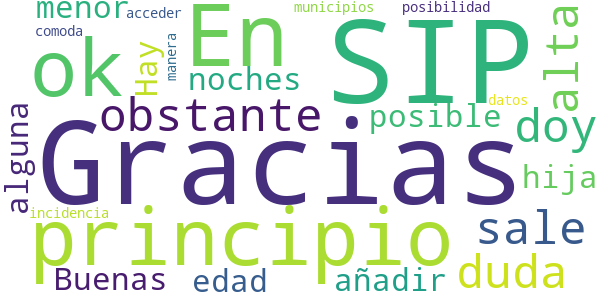 menor
acceder
municipios
posibilidad
comoda
En
SIP
alta
ok
Hay
manera
noches
datos
obstante
posible
doy
alguna
Gracias
hija
incidencia
principio
sale
Buenas
edad
añadir
duda